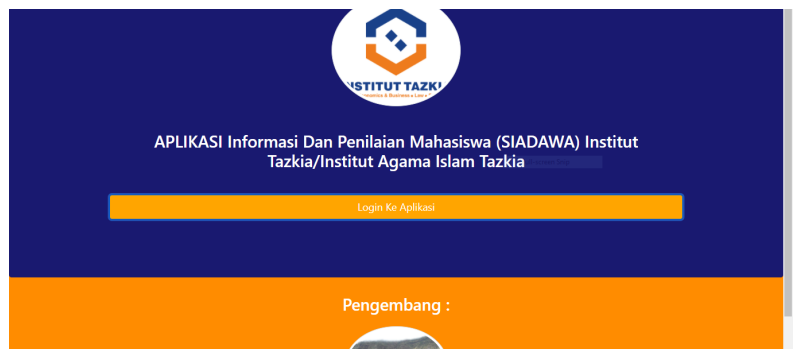 INSTITUT TAZKI
APLIKASI Informasi Dan Penilaian Mahasiswa (SIADAWA) Institut
Tazkia/Institut Agama Islam Tazkia
Login Ke Aplikasi
Pengembang :